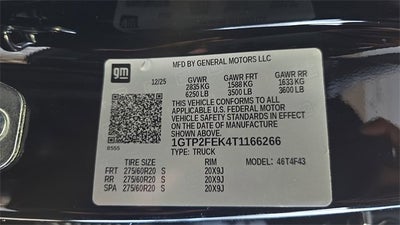 gm
MFD BY GENERAL MOTORS LLC
12/25 GVWR GAWR FRT GAWR RR
2835 KG 1588 KG 1633 KG
6250 LB 3500 LB 3600 LB
THIS VEHICLE CONFORMS TO ALL
APPLICABLE U.S. FEDERAL MOTOR
VEHICLE SAFETY STANDARDS IN EFFECT
ON THE DATE OF MANUFACTURE
SHOWN ABOVE.
1GTP2FEK4T1166266
8555 TYPE: TRUCK
TIRE SIZE RIM MODEL: 46T4F43
FRT 275/60R20 S 20X9J
RR 275/60R20 S 20X9J
SPA 275/60R20 S 20X9J